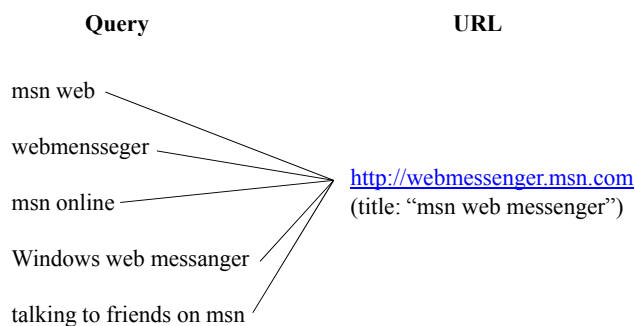 Query URL
msn web
webmensseger
msn online
Windows web messanger
talking to friends on msn
http://webmessenger.msn.com
(title: “msn web messenger”)